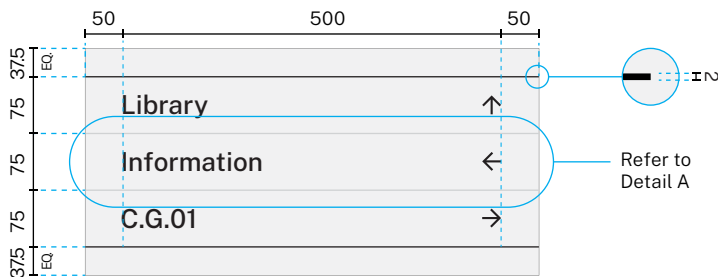 50 500 50
37.5 EQ.
75 Library ↑
75 Information ←
75 C.G.01 →
37.5 EQ.
2
Refer to
Detail A